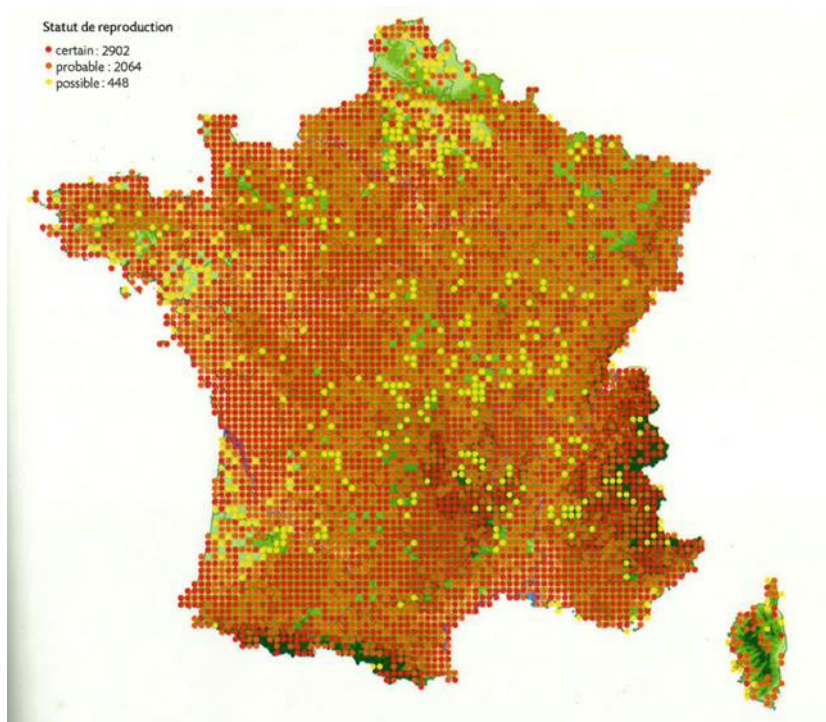 Statut de reproduction
certain : 2902
probable : 2064
possible : 448